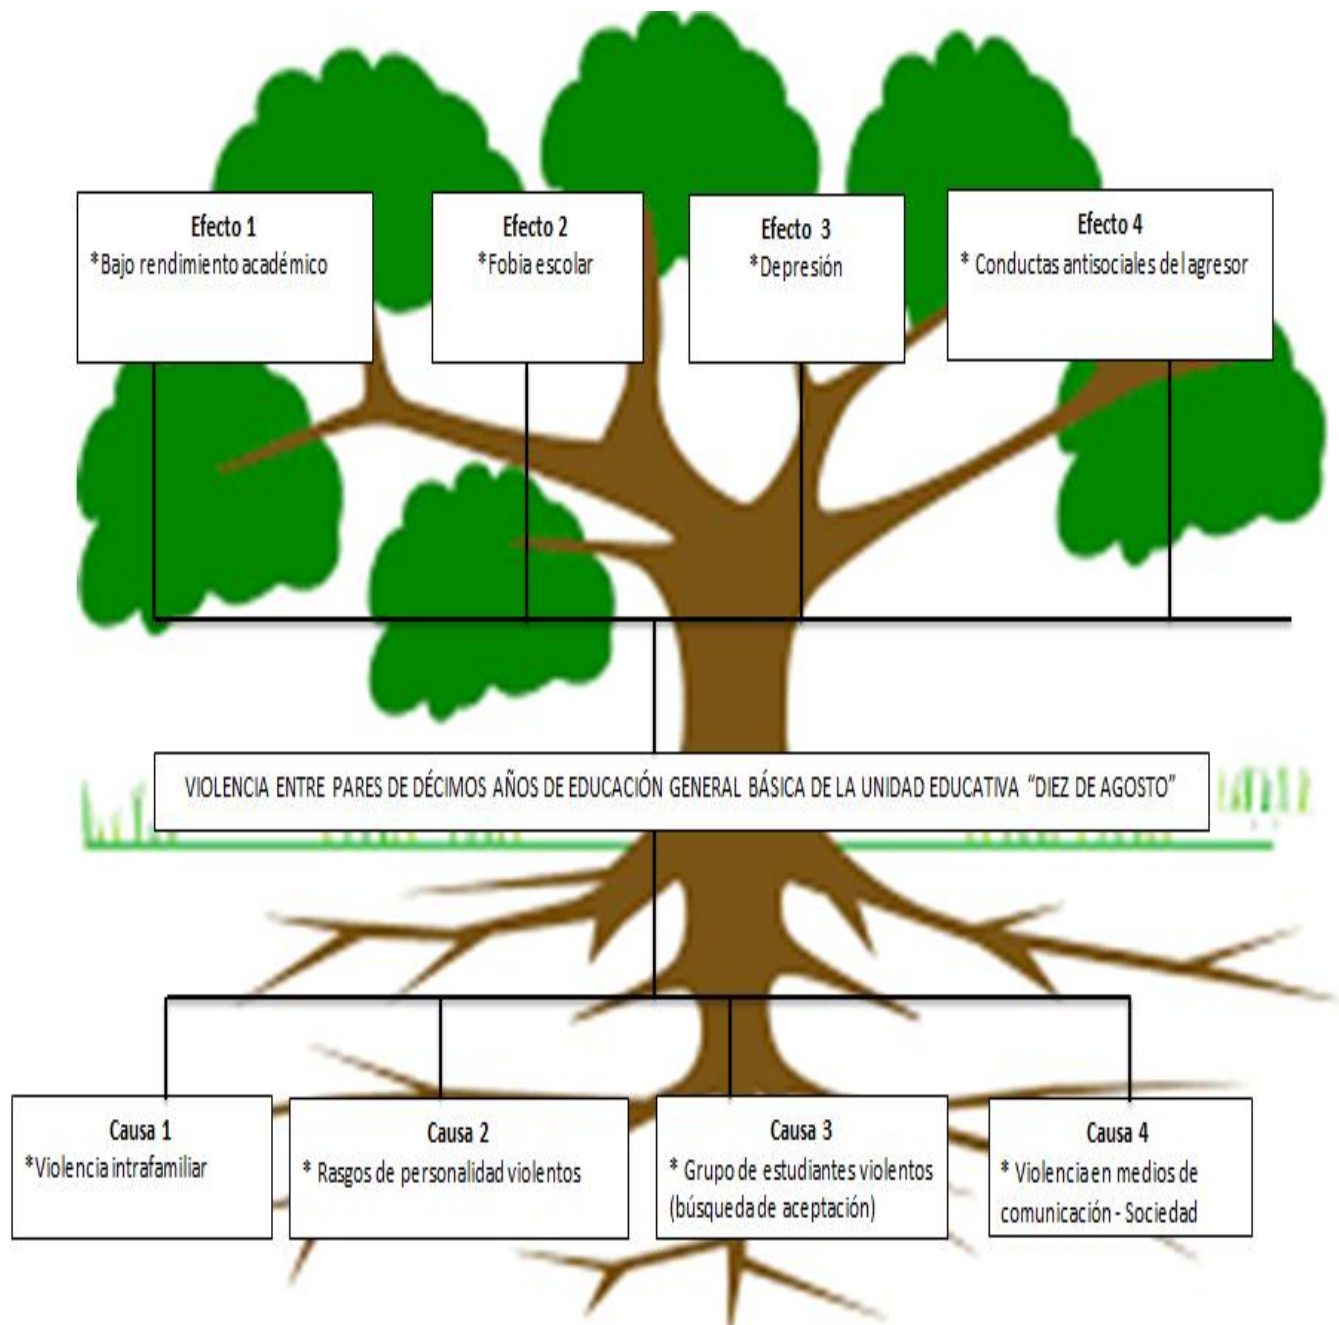 Efecto 1
*Bajo rendimiento académico
Efecto 2
*Fobia escolar
Efecto 3
*Depresión
Efecto 4
* Conductas antisociales del agresor
VIOLENCIA ENTRE PARES DE DÉCIMOS AÑOS DE EDUCACIÓN GENERAL BÁSICA DE LA UNIDAD EDUCATIVA "DIEZ DE AGOSTO"
Causa 1
*Violencia intrafamiliar
Causa 2
* Rasgos de personalidad violentos
Causa 3
* Grupo de estudiantes violentos
(búsqueda de aceptación)
Causa 4
* Violencia en medios de
comunicación - Sociedad